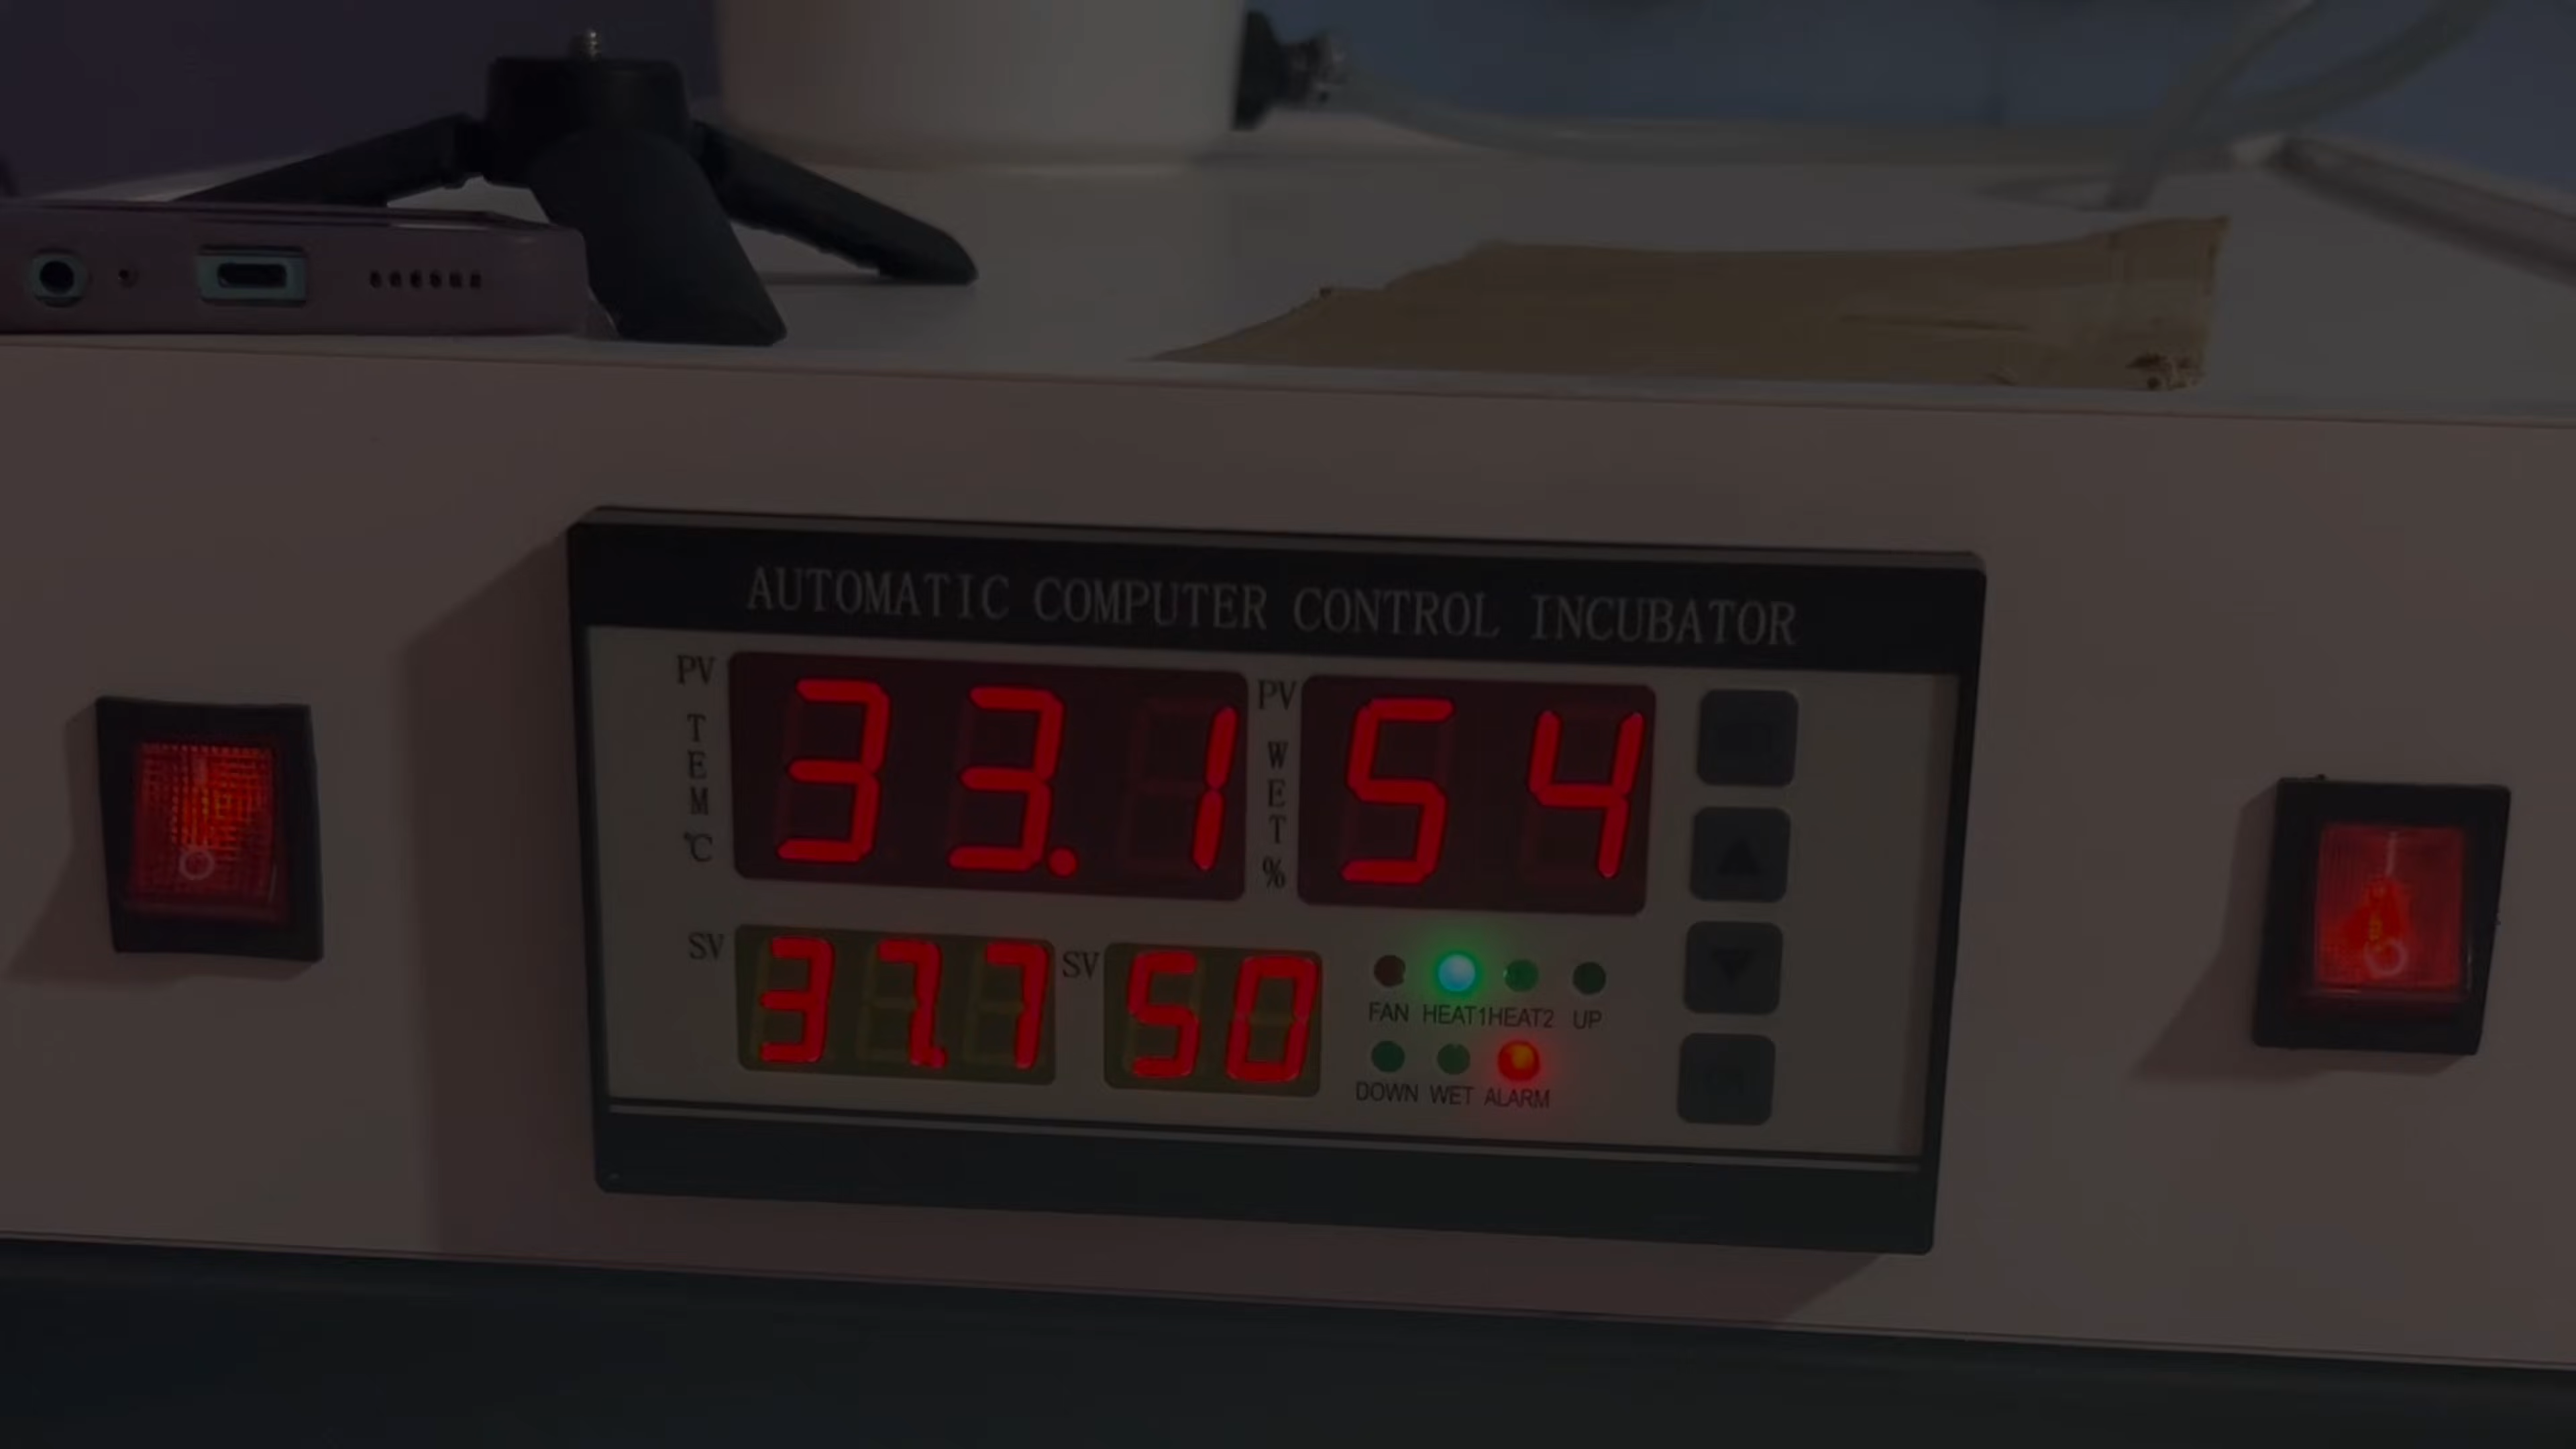 AUTOMATIC COMPUTER CONTROL INCUBATOR
PV TEM ℃ 33.1 PV WET % 54
SV 37.7 SV 50
FAN HEAT1 HEAT2 UP
DOWN WET ALARM